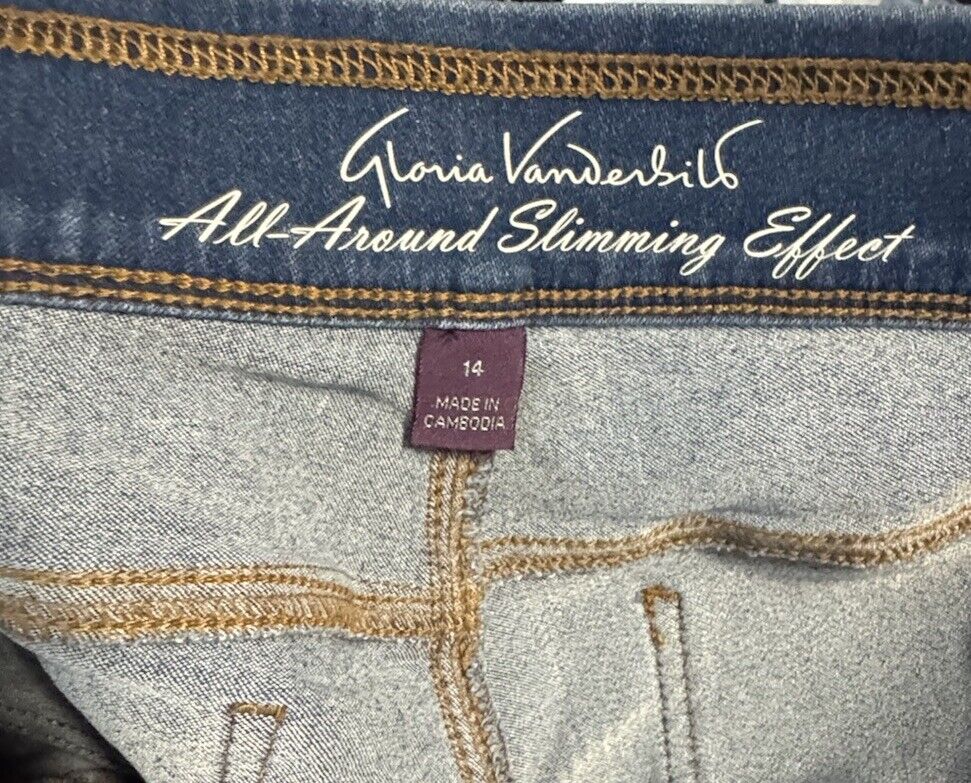 Gloria Vanderbilt
All-Around Slimming Effect
14
MADE IN
CAMBODIA